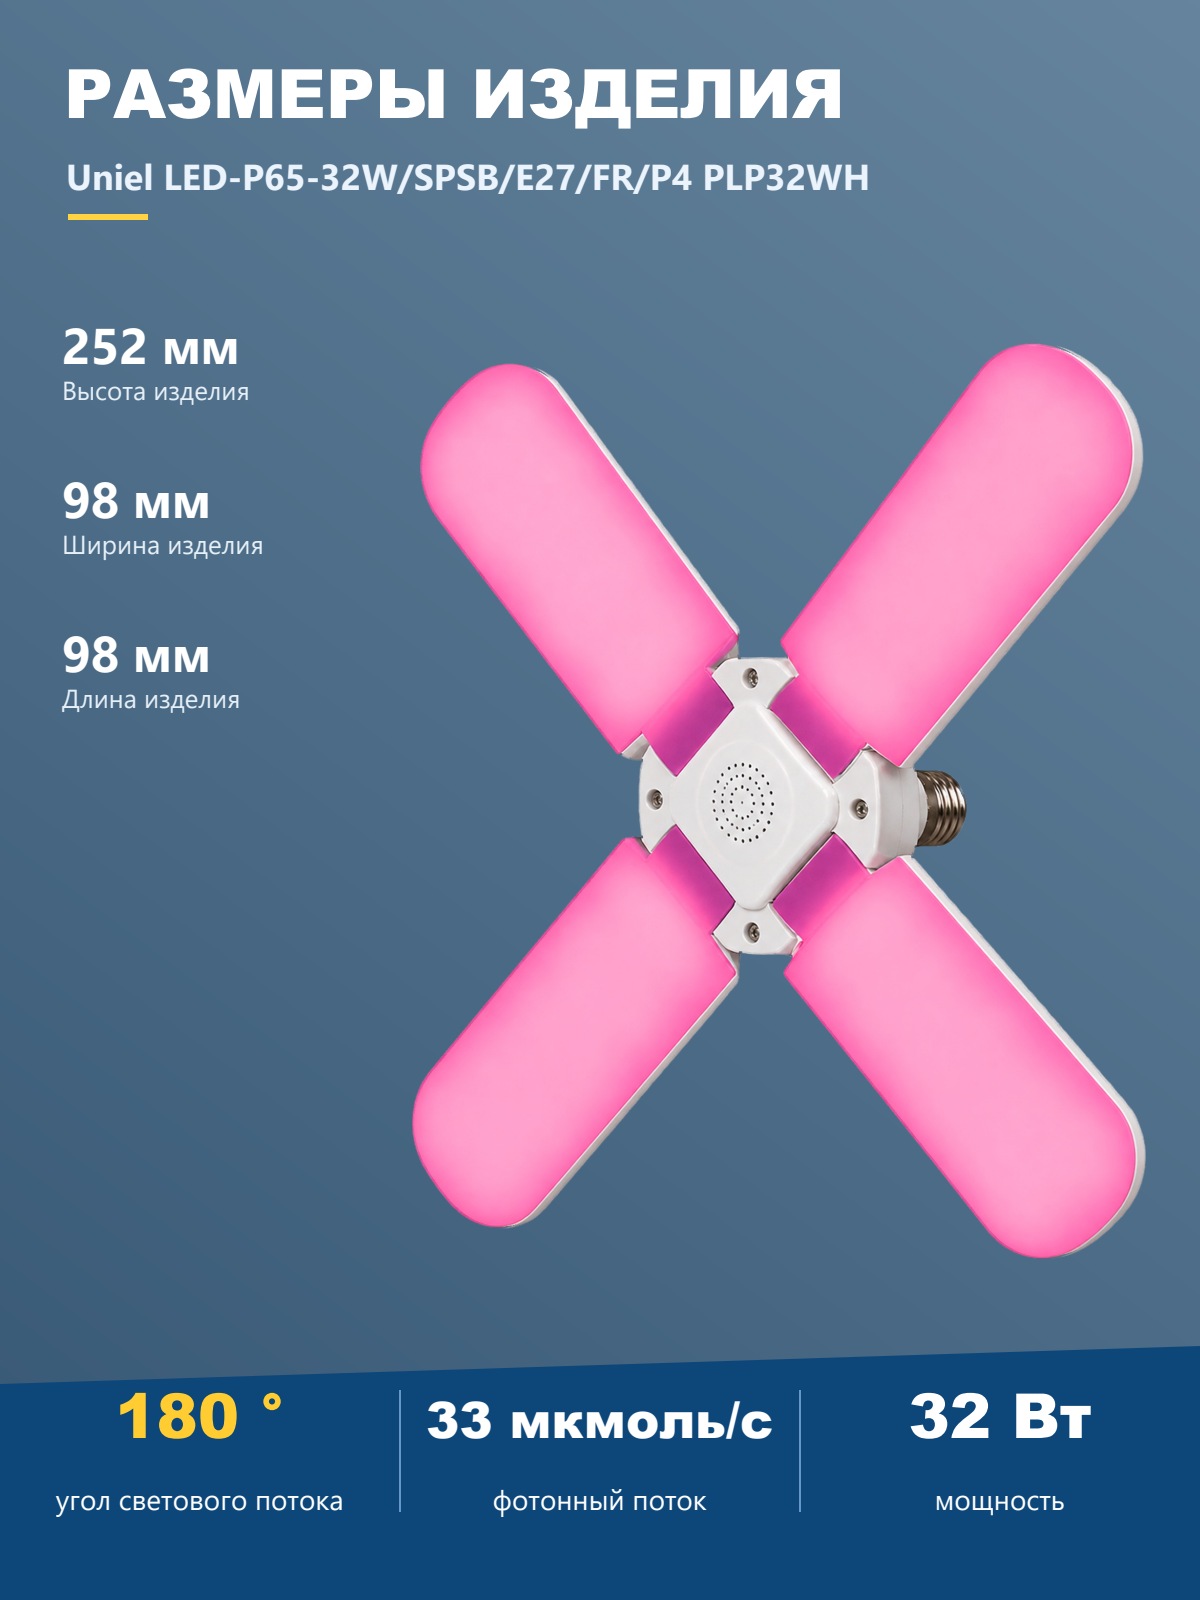 РАЗМЕРЫ ИЗДЕЛИЯ
Uniel LED-P65-32W/SPSB/E27/FR/P4 PLP32WH
252 мм
Высота изделия
98 мм
Ширина изделия
98 мм
Длина изделия
180 °
угол светового потока
33 мкмоль/с
фотонный поток
32 Вт
мощность